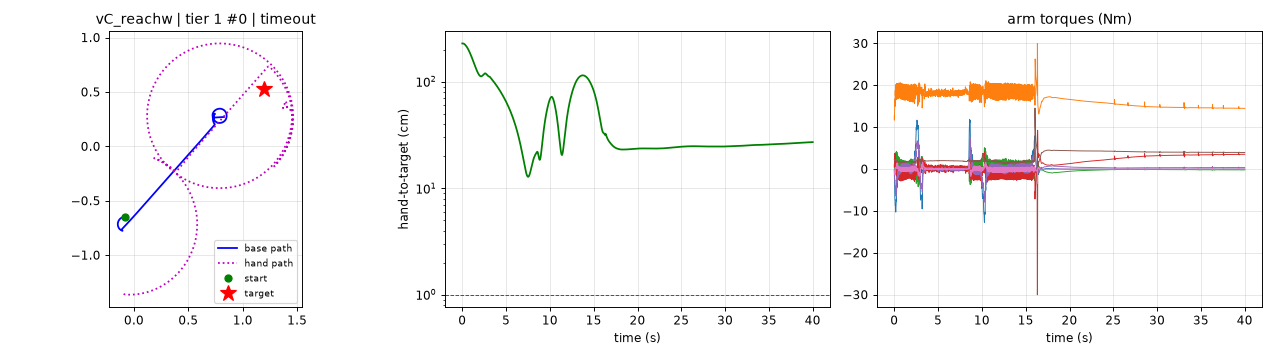 vC_reachw | tier 1 #0 | timeout
1.0
0.5
0.0
−0.5
−1.0
0.0 0.5 1.0 1.5
base path
hand path
start
target
hand-to-target (cm)
10²
10¹
10⁰
0 5 10 15 20 25 30 35 40
time (s)
arm torques (Nm)
30
20
10
0
−10
−20
−30
0 5 10 15 20 25 30 35 40
time (s)